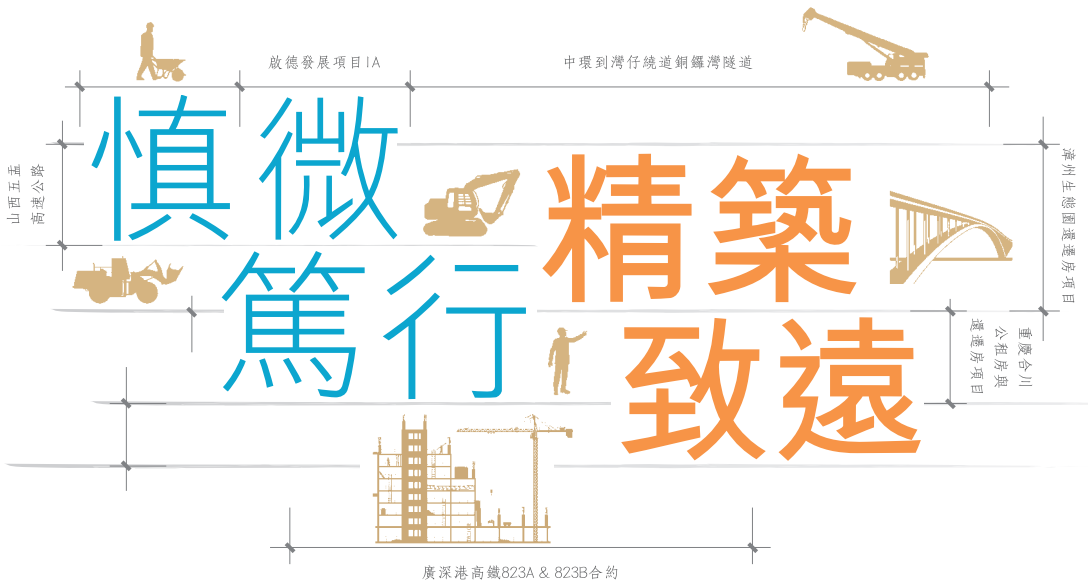 啟德發展項目1A
中環到灣仔繞道銅鑼灣隧道
慎微
篤行
精築
致遠
山西五盂
高速公路
漳州生態園還遷房項目
重慶合川
公租房與
還遷房項目
廣深港高鐵823A & 823B合約